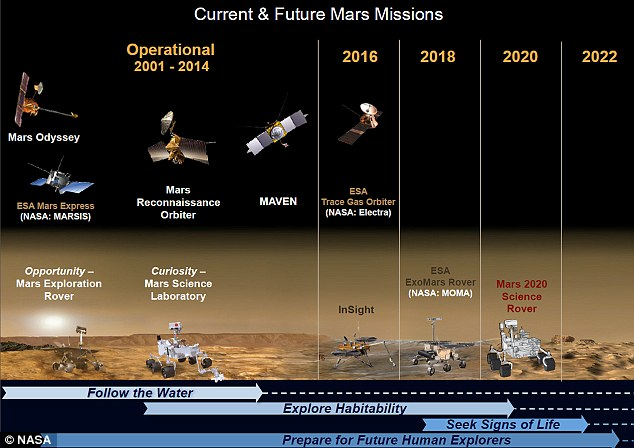 Current & Future Mars Missions
Operational
2001 - 2014
2016
2018
2020
2022
Mars Odyssey
ESA Mars Express
(NASA: MARSIS)
Mars
Reconnaissance
Orbiter
MAVEN
ESA
Trace Gas Orbiter
(NASA: Electra)
Opportunity –
Mars Exploration
Rover
Curiosity –
Mars Science
Laboratory
InSight
ESA
ExoMars Rover
(NASA: MOMA)
Mars 2020
Science
Rover
Follow the Water
Explore Habitability
Seek Signs of Life
Prepare for Future Human Explorers
© NASA